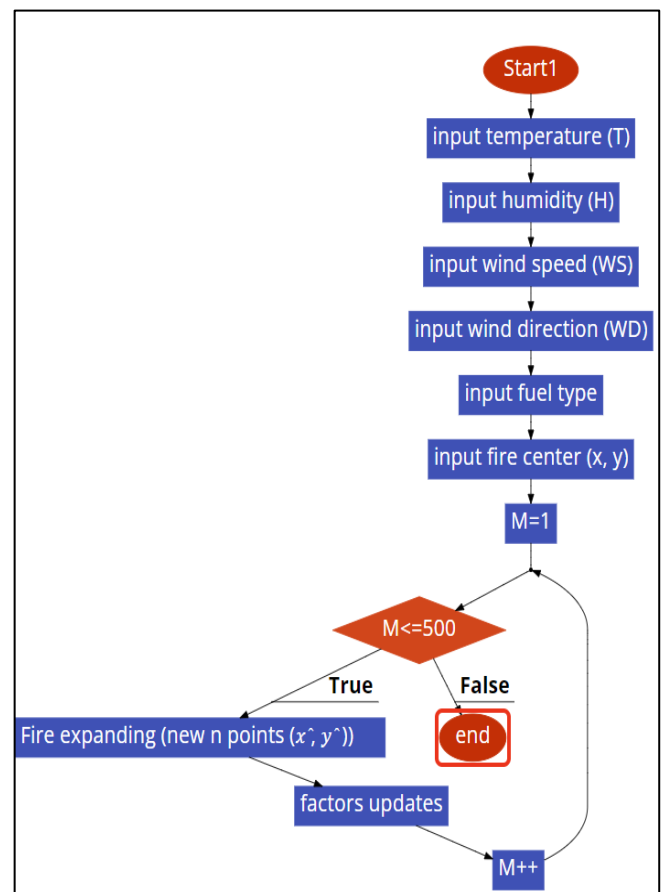 Start1
input temperature (T)
input humidity (H)
input wind speed (WS)
input wind direction (WD)
input fuel type
input fire center (x, y)
M=1
M<=500
True
False
Fire expanding (new n points (x̂, ŷ))
end
factors updates
M++